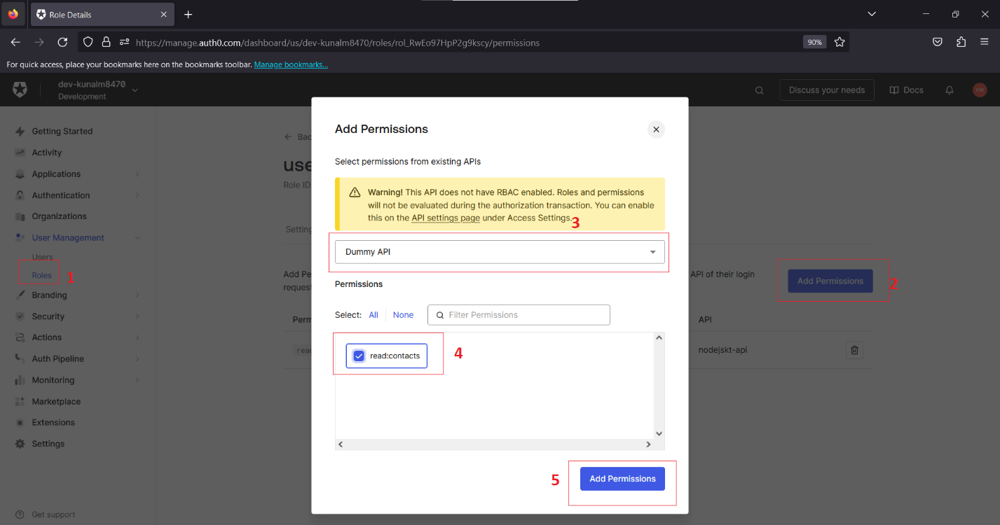 Role Details
https://manage.auth0.com/dashboard/us/dev-kunalm8470/roles/rol_RwEo97HpP2g9kscy/permissions
90%
For quick access, place your bookmarks here on the bookmarks toolbar. Manage bookmarks...
dev-kunalm8470
Development
Discuss your needs
Docs
KM
Getting Started
Activity
Applications
Authentication
Organizations
User Management
Users
Roles
1
Branding
Security
Actions
Auth Pipeline
Monitoring
Marketplace
Extensions
Settings
Get support
Bac
use
Role ID
Setting
Add Pe
API of their login
request
Add Permissions
2
Perm
API
read
nodejskt-api
Add Permissions
Select permissions from existing APIs
Warning! This API does not have RBAC enabled. Roles and permissions
will not be evaluated during the authorization transaction. You can enable
this on the API settings page under Access Settings.
3
Dummy API
Permissions
Select: All None
Filter Permissions
read:contacts
4
5
Add Permissions